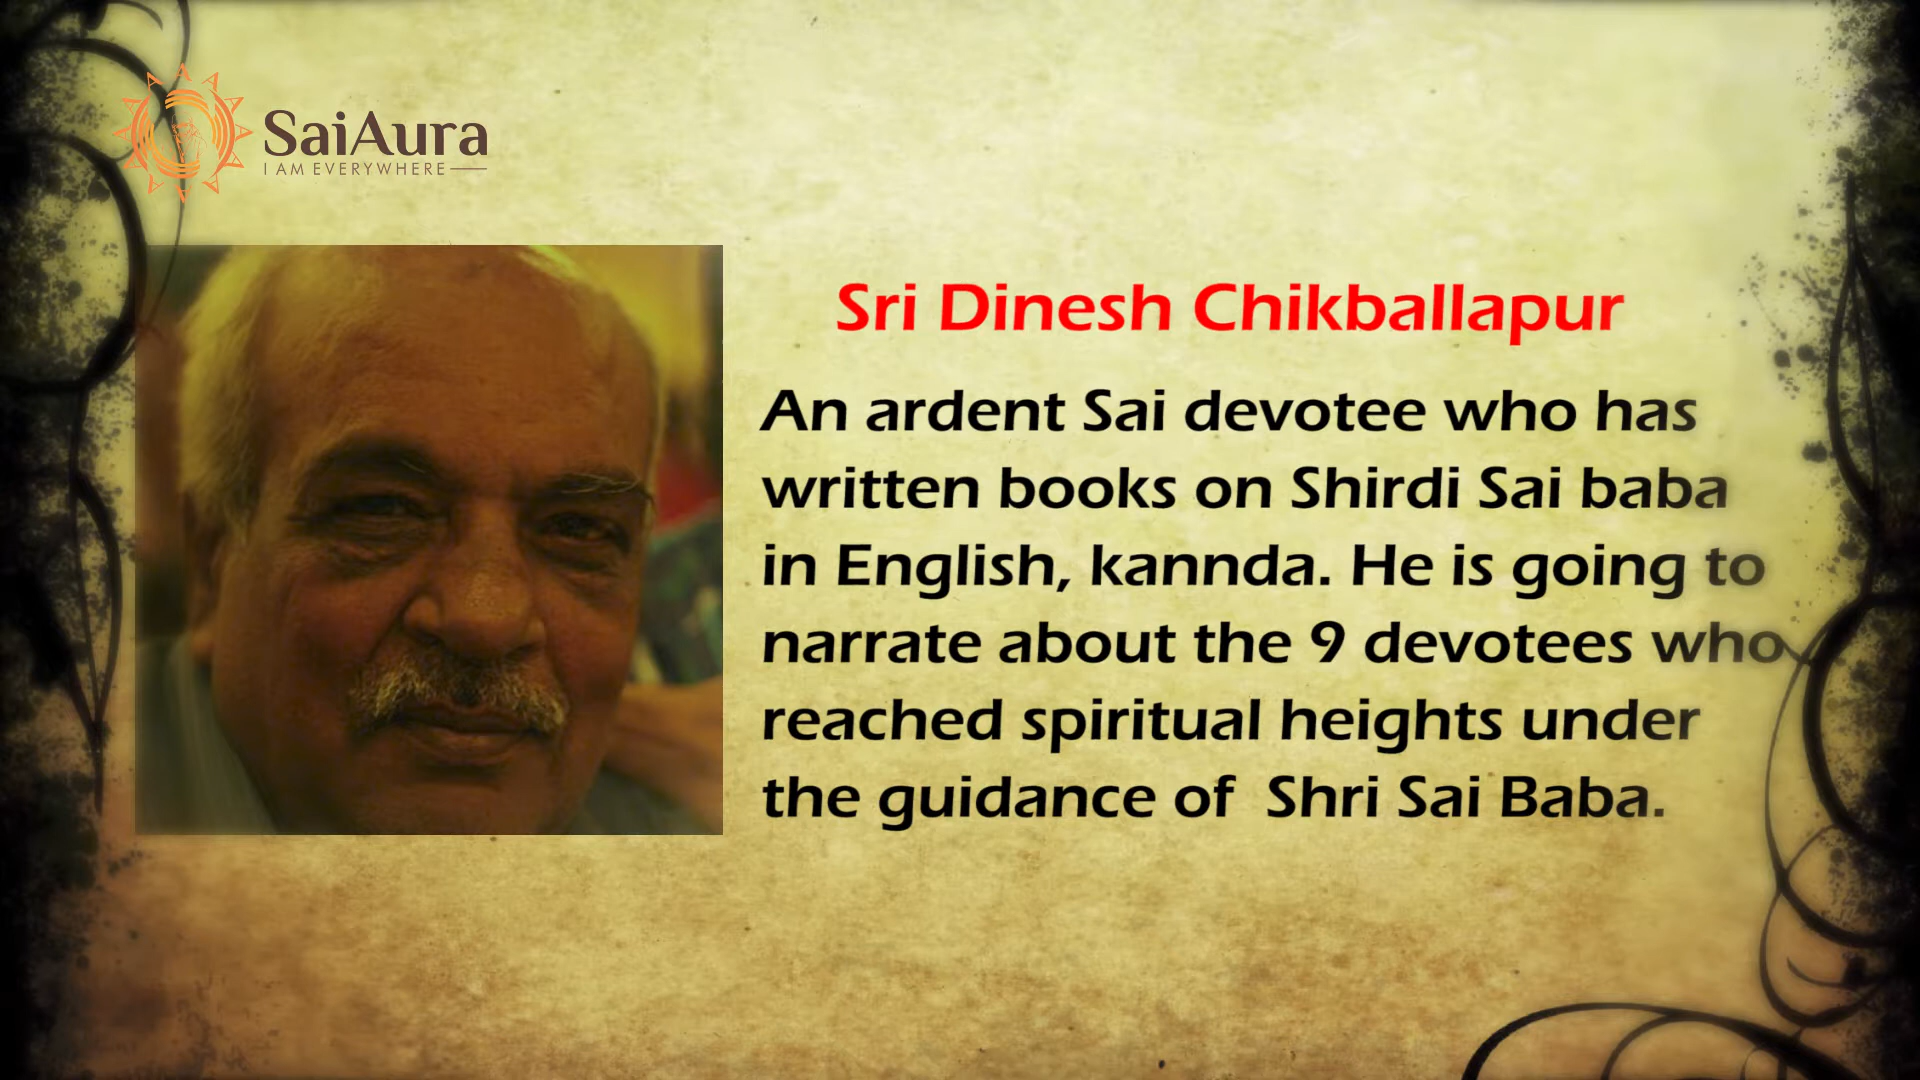 SaiAura
I AM EVERYWHERE
Sri Dinesh Chikballapur
An ardent Sai devotee who has
written books on Shirdi Sai baba
in English, kannda. He is going to
narrate about the 9 devotees who
reached spiritual heights under
the guidance of Shri Sai Baba.